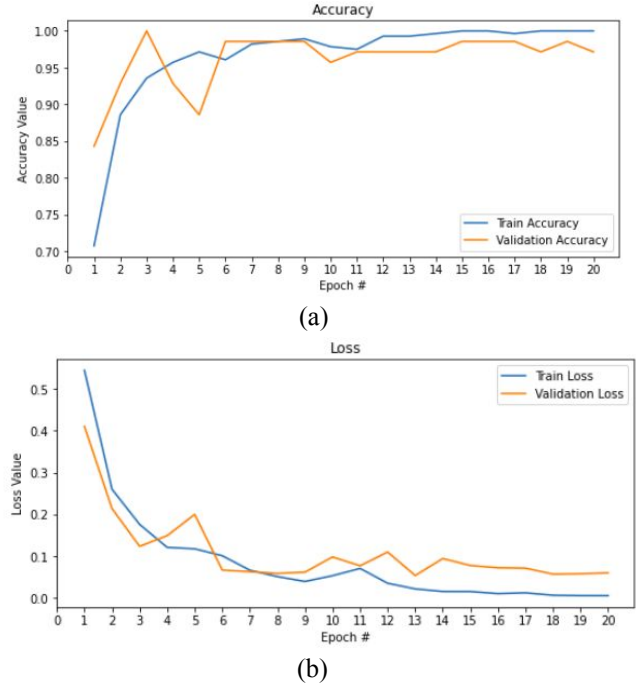 Accuracy
1.00
0.95
0.90
0.85
0.80
0.75
0.70
Accuracy Value
Train Accuracy
Validation Accuracy
0 1 2 3 4 5 6 7 8 9 10 11 12 13 14 15 16 17 18 19 20
Epoch #
(a)
Loss
0.5
0.4
0.3
0.2
0.1
0.0
Loss Value
Train Loss
Validation Loss
0 1 2 3 4 5 6 7 8 9 10 11 12 13 14 15 16 17 18 19 20
Epoch #
(b)